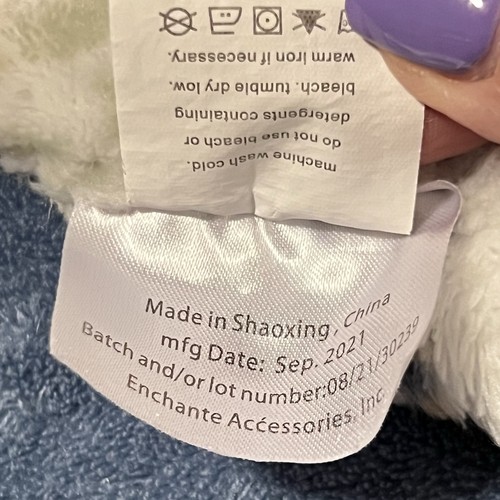 machine wash cold.
do not use bleach or
detergents containing
bleach. tumble dry low.
warm iron if necessary.
Made in Shaoxing, China
mfg Date: Sep. 2021
Batch and/or lot number:08/21/30239
Enchante Accessories, Inc.